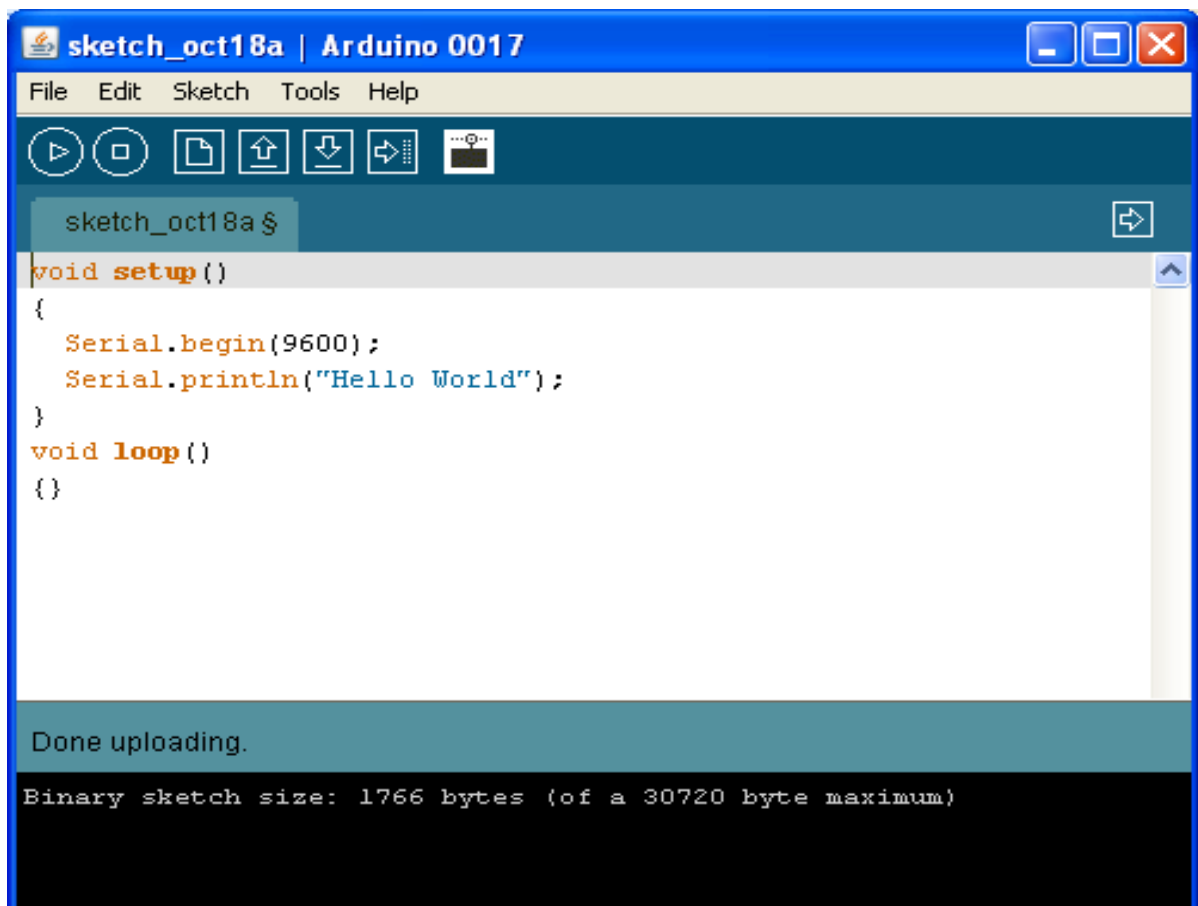 sketch_oct18a | Arduino 0017
File Edit Sketch Tools Help
sketch_oct18a §
void setup()
{
  Serial.begin(9600);
  Serial.println("Hello World");
}
void loop()
{}
Done uploading.
Binary sketch size: 1766 bytes (of a 30720 byte maximum)